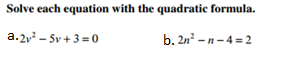 Solve each equation with the quadratic formula.
a. 2v² – 5v + 3 = 0 b. 2n² – n – 4 = 2